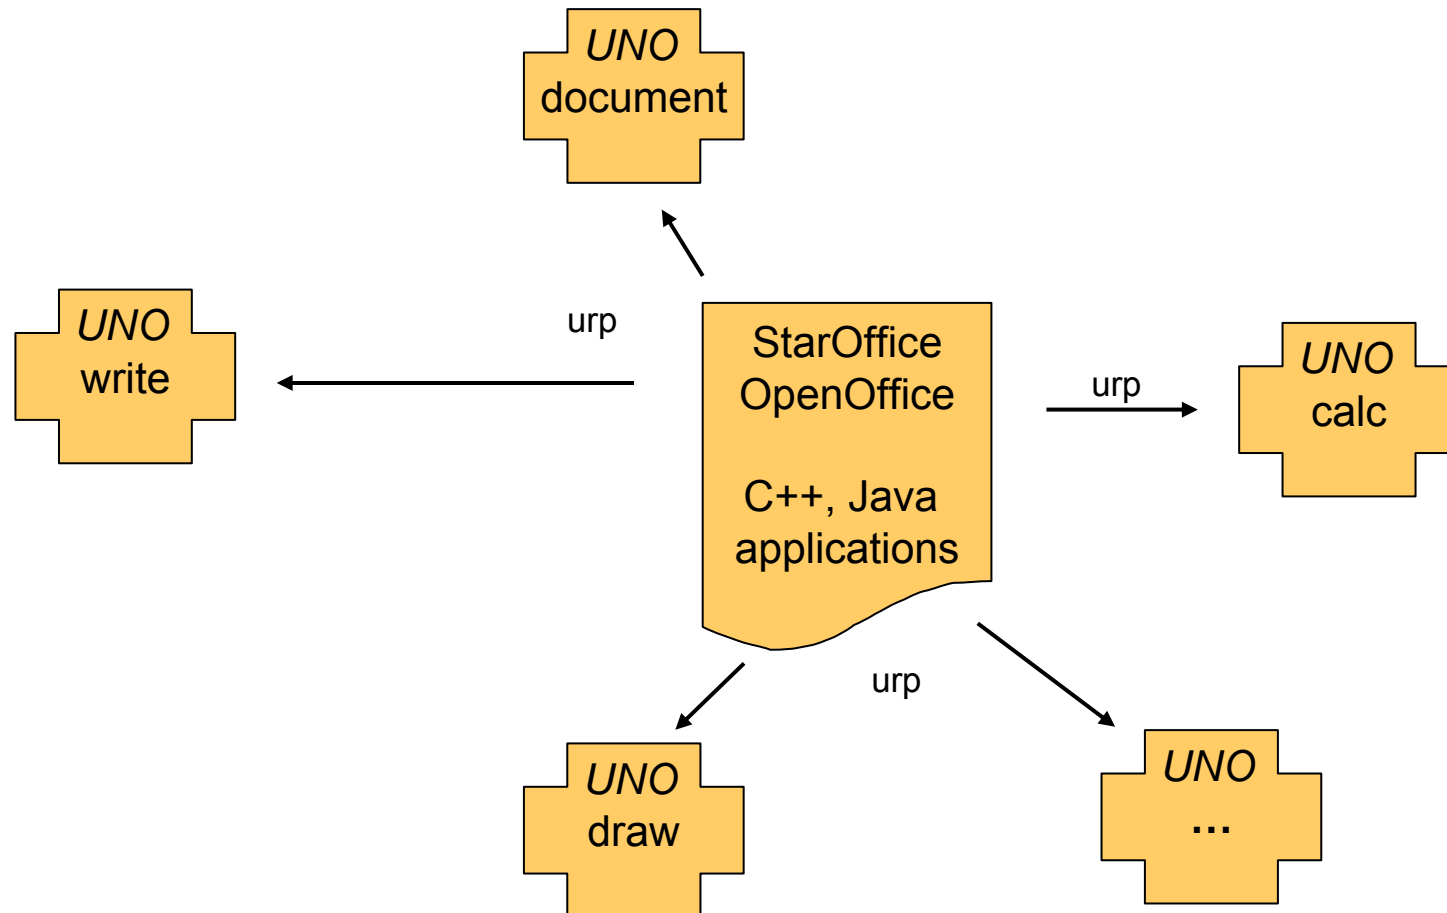 UNO
document
urp
UNO
write
StarOffice
OpenOffice
C++, Java
applications
urp
UNO
calc
urp
UNO
draw
UNO
...